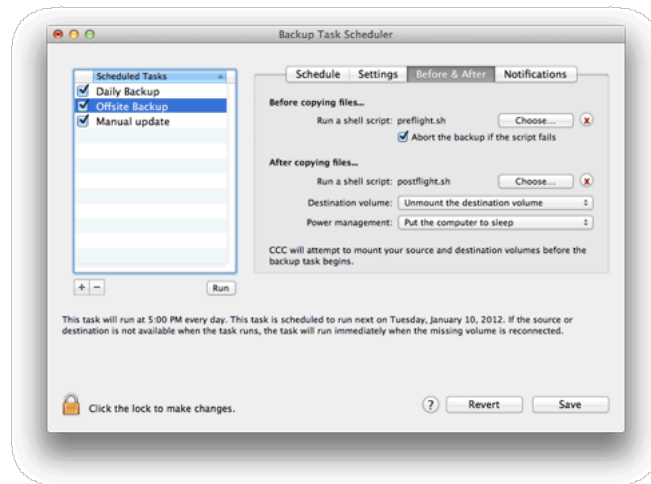 Backup Task Scheduler
Scheduled Tasks
Daily Backup
Offsite Backup
Manual update
+ −
Run
Schedule Settings Before & After Notifications
Before copying files...
Run a shell script: preflight.sh Choose... x
Abort the backup if the script fails
After copying files...
Run a shell script: postflight.sh Choose... x
Destination volume: Unmount the destination volume
Power management: Put the computer to sleep
CCC will attempt to mount your source and destination volumes before the
backup task begins.
This task will run at 5:00 PM every day. This task is scheduled to run next on Tuesday, January 10, 2012. If the source or
destination is not available when the task runs, the task will run immediately when the missing volume is reconnected.
Click the lock to make changes.
? Revert Save